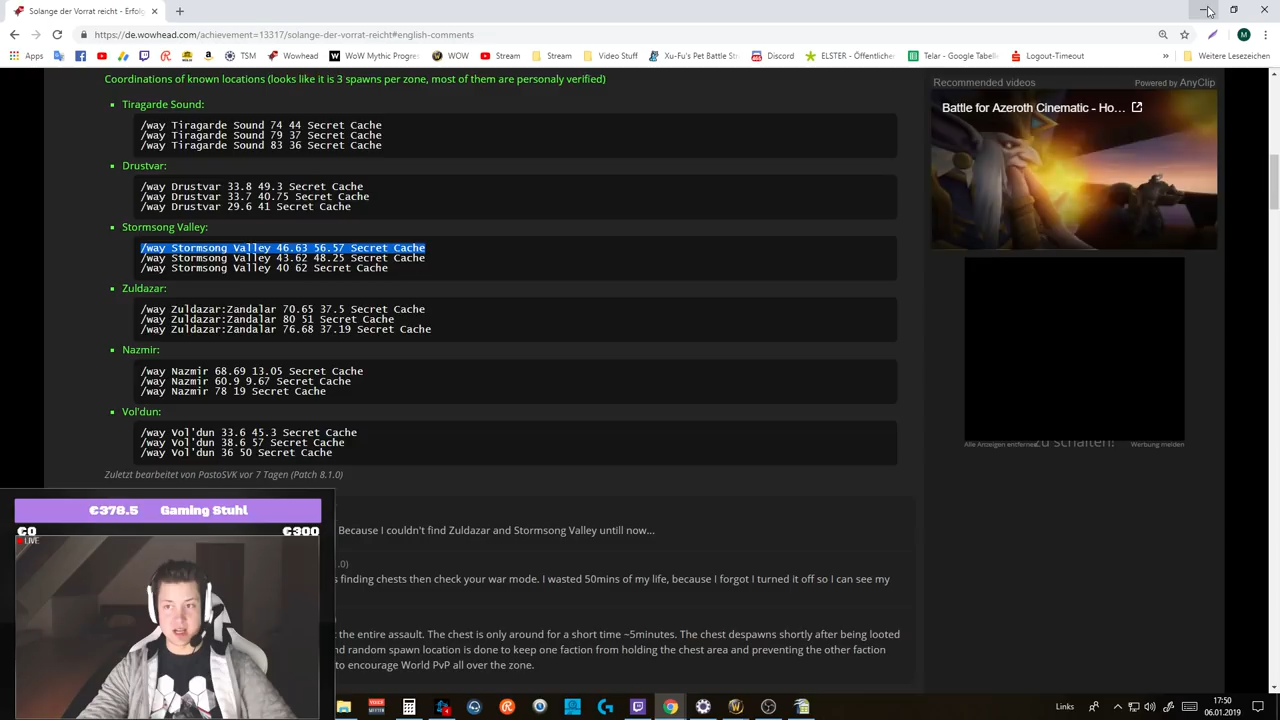 Solange der Vorrat reicht - Erfolg
https://de.wowhead.com/achievement=13317/solange-der-vorrat-reicht#english-comments
Apps
TSM
Wowhead
WoW Mythic Progres
WOW
Stream
Stream
Video Stuff
Xu-Fu's Pet Battle Str
Discord
ELSTER - Öffentlicher
Telar - Google Tabelle
Logout-Timeout
»
Weitere Lesezeichen
Coordinations of known locations (looks like it is 3 spawns per zone, most of them are personaly verified)
Tiragarde Sound:
/way Tiragarde Sound 74 44 Secret Cache
/way Tiragarde Sound 79 37 Secret Cache
/way Tiragarde Sound 83 36 Secret Cache
Drustvar:
/way Drustvar 33.8 49.3 Secret Cache
/way Drustvar 33.7 40.75 Secret Cache
/way Drustvar 29.6 41 Secret Cache
Stormsong Valley:
/way Stormsong Valley 46.63 56.57 Secret Cache
/way Stormsong Valley 43.62 48.25 Secret Cache
/way Stormsong Valley 40 62 Secret Cache
Zuldazar:
/way Zuldazar:Zandalar 70.65 37.5 Secret Cache
/way Zuldazar:Zandalar 80 51 Secret Cache
/way Zuldazar:Zandalar 76.68 37.19 Secret Cache
Nazmir:
/way Nazmir 68.69 13.05 Secret Cache
/way Nazmir 60.9 9.67 Secret Cache
/way Nazmir 78 19 Secret Cache
Vol'dun:
/way Vol'dun 33.6 45.3 Secret Cache
/way Vol'dun 38.6 57 Secret Cache
/way Vol'dun 36 50 Secret Cache
Zuletzt bearbeitet von PastoSVK vor 7 Tagen (Patch 8.1.0)
Recommended videos
Powered by AnyClip
Battle for Azeroth Cinematic - Ho...
Alle Anzeigen entfernen
zu schalten!
Werbung melden
€378.5 Gaming Stuhl
€0
€300
LIVE
Because I couldn't find Zuldazar and Stormsong Valley untill now...
.0)
s finding chests then check your war mode. I wasted 50mins of my life, because I forgot I turned it off so I can see my
t the entire assault. The chest is only around for a short time ~5minutes. The chest despawns shortly after being looted
nd random spawn location is done to keep one faction from holding the chest area and preventing the other faction
to encourage World PvP all over the zone.
Links
17:50
06.01.2019